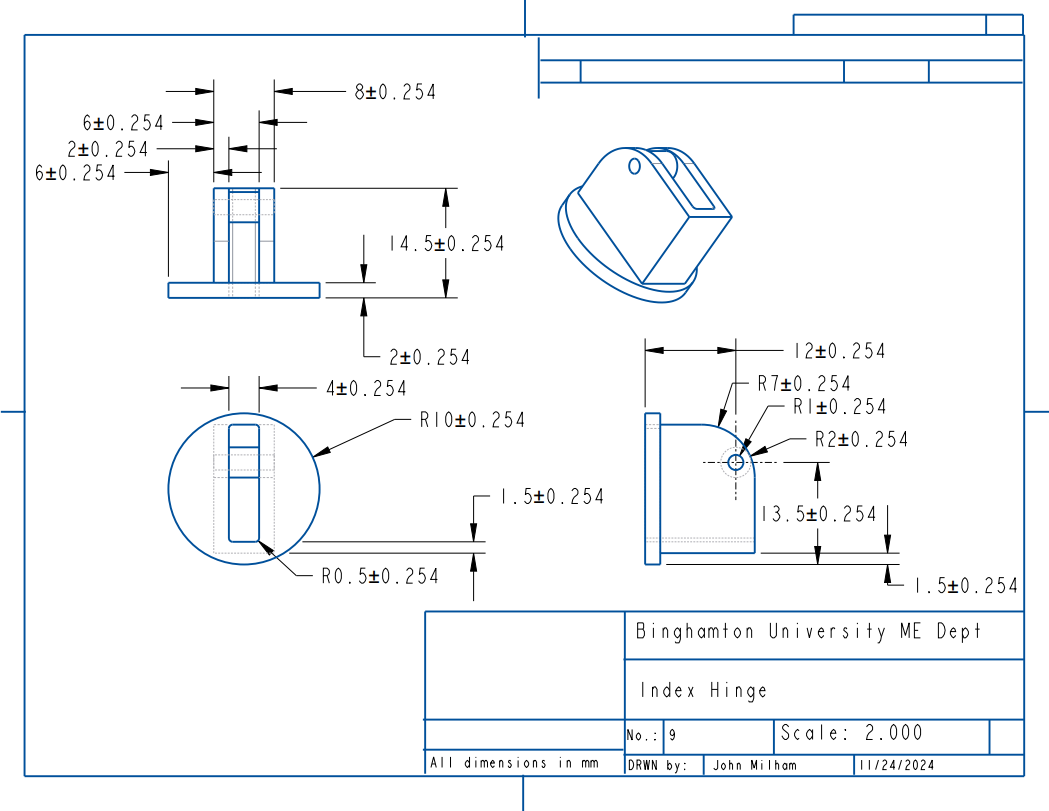 8±0.254
6±0.254
2±0.254
6±0.254
14.5±0.254
2±0.254
12±0.254
4±0.254
R7±0.254
R10±0.254
R1±0.254
R2±0.254
1.5±0.254
13.5±0.254
R0.5±0.254
1.5±0.254
Binghamton University ME Dept
Index Hinge
No.: 9
Scale: 2.000
All dimensions in mm
DRWN by: John Milham 11/24/2024